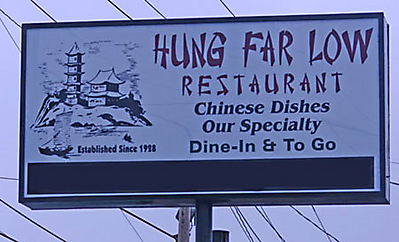 HUNG FAR LOW
RESTAURANT
Chinese Dishes
Our Specialty
Established Since 1928
Dine-In & To Go